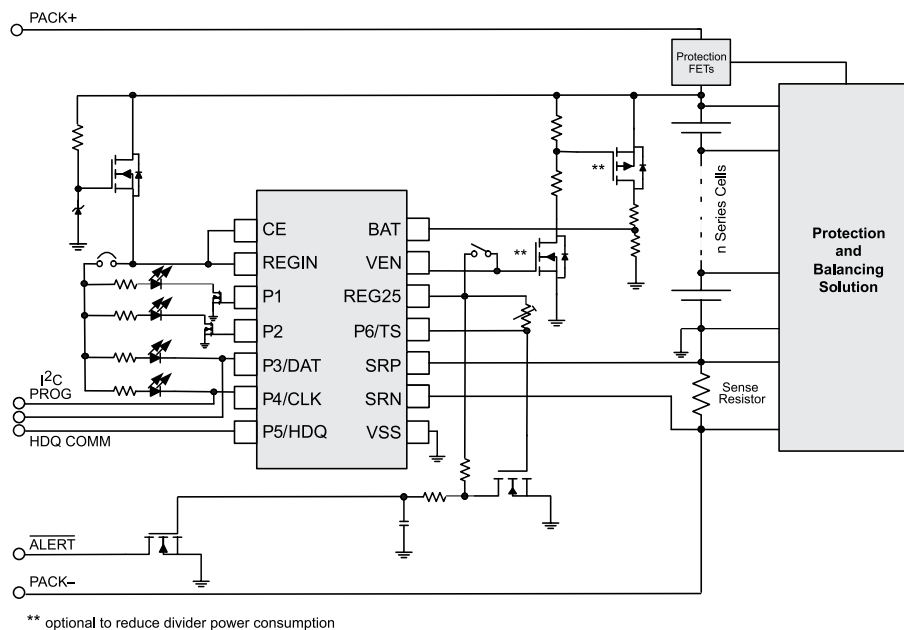 PACK+
Protection
FETs
**
n Series Cells
Protection
and
Balancing
Solution
CE
BAT
**
REGIN
VEN
P1
REG25
P2
P6/TS
P3/DAT
SRP
I2C
PROG
P4/CLK
SRN
Sense
Resistor
HDQ COMM
P5/HDQ
VSS
ALERT
PACK–
** optional to reduce divider power consumption